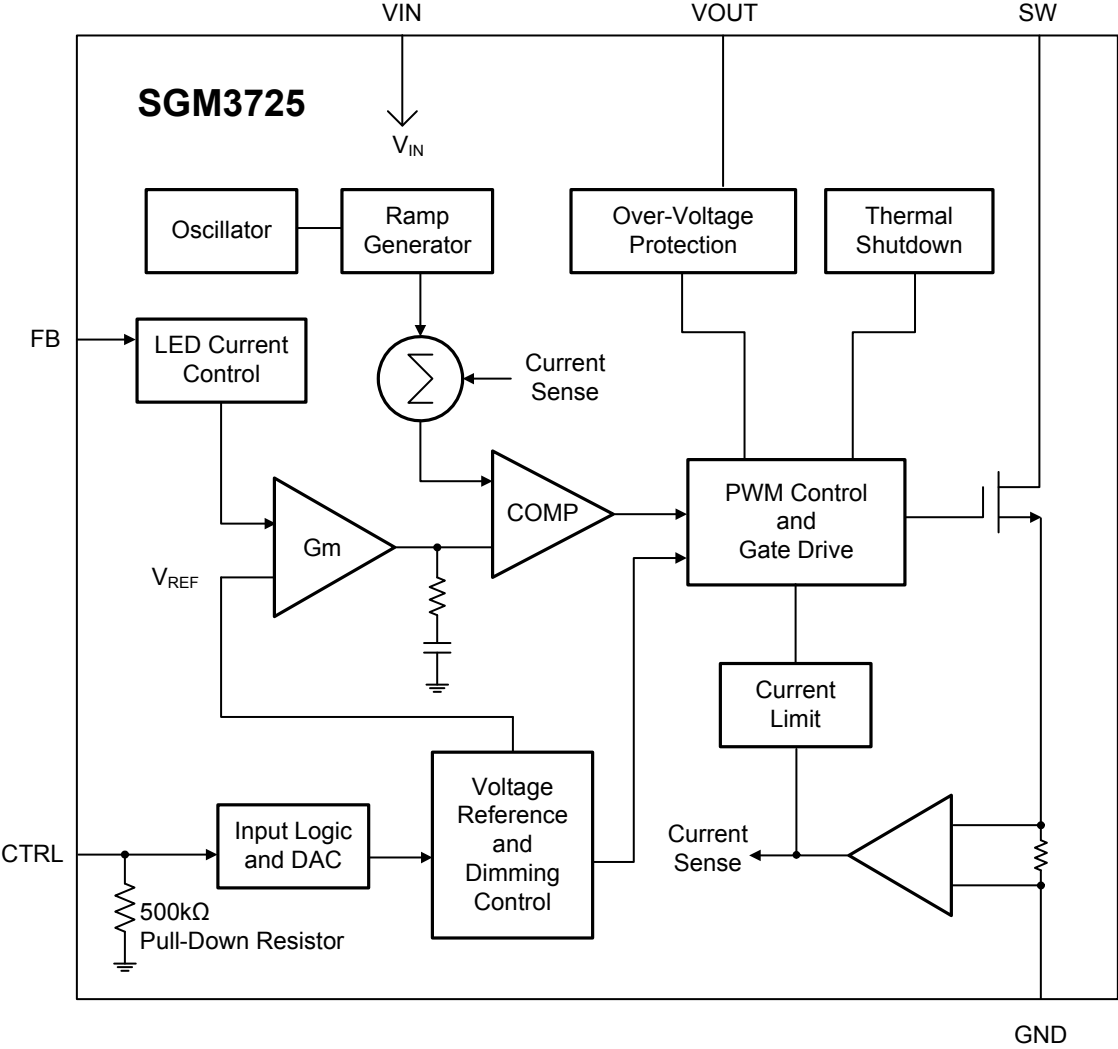 VIN
VOUT
SW
SGM3725
VIN
Oscillator
Ramp
Generator
Over-Voltage
Protection
Thermal
Shutdown
FB
LED Current
Control
Σ
Current
Sense
COMP
PWM Control
and
Gate Drive
Gm
VREF
Current
Limit
Voltage
Reference
and
Dimming
Control
Input Logic
and DAC
CTRL
Current
Sense
500kΩ
Pull-Down Resistor
GND